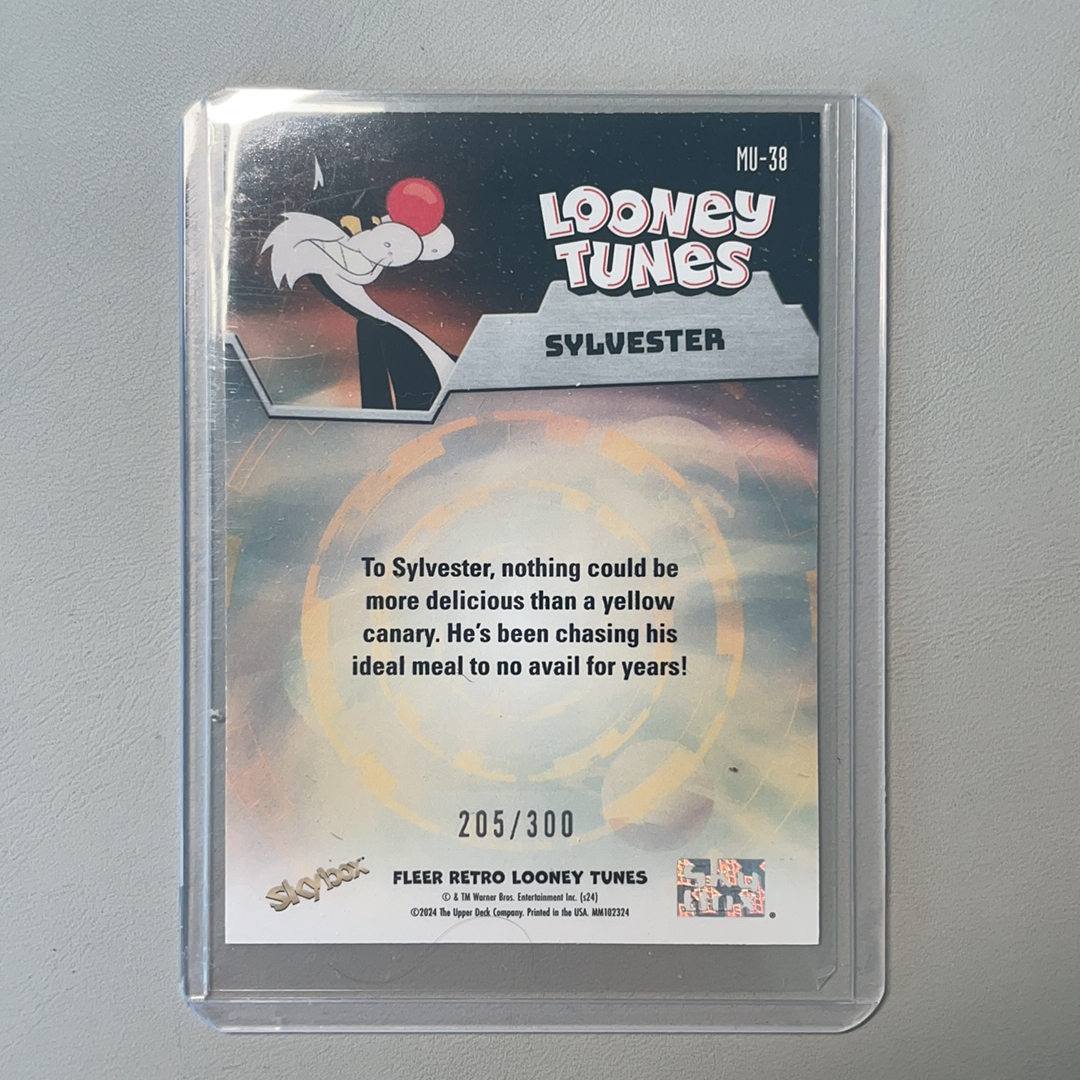 MU-38
LOONEY
TUNES
SYLVESTER
To Sylvester, nothing could be
more delicious than a yellow
canary. He's been chasing his
ideal meal to no avail for years!
205/300
skybox
FLEER RETRO LOONEY TUNES
© & TM Warner Bros. Entertainment Inc. (s24)
©2024 The Upper Deck Company. Printed in the USA. MM102324
SKY
BOX